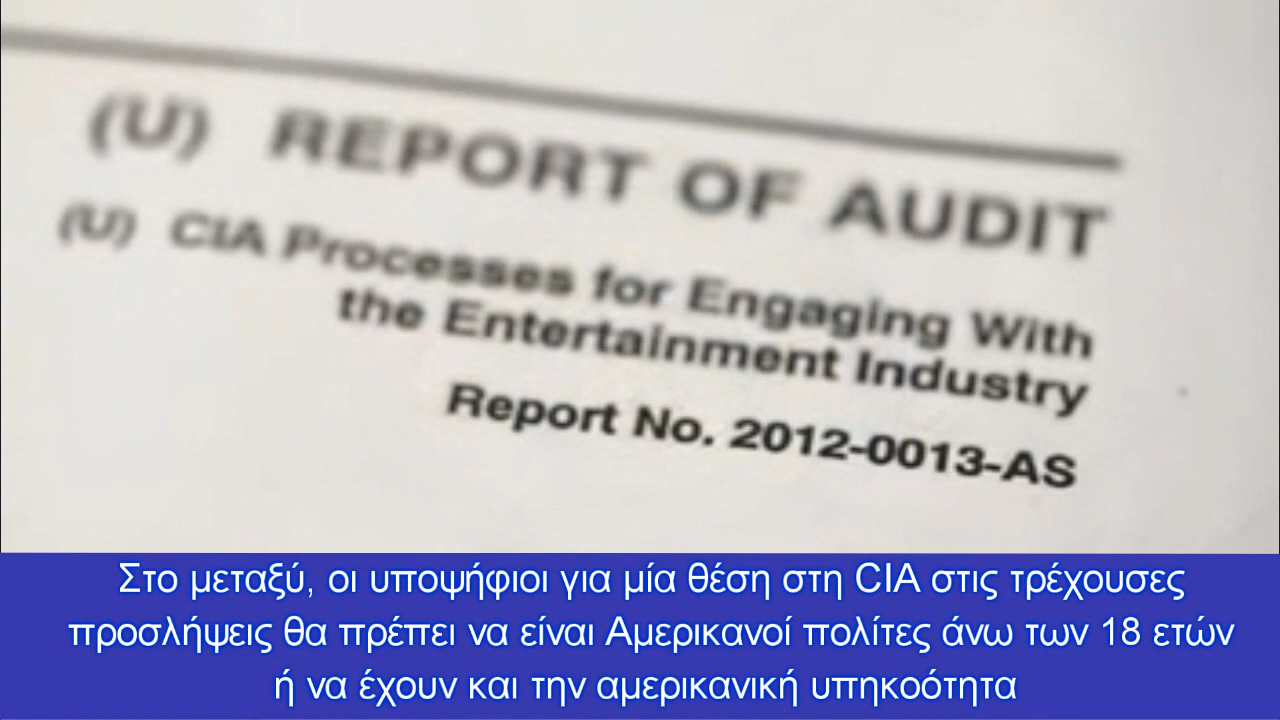 (U) REPORT OF AUDIT
(U) CIA Processes for Engaging With
the Entertainment Industry
Report No. 2012-0013-AS
Στο μεταξύ, οι υποψήφιοι για μία θέση στη CIA στις τρέχουσες
προσλήψεις θα πρέπει να είναι Αμερικανοί πολίτες άνω των 18 ετών
ή να έχουν και την αμερικανική υπηκοότητα